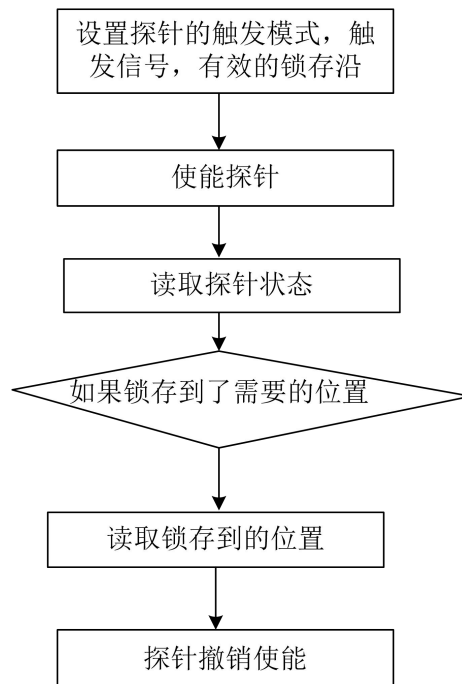 设置探针的触发模式，触
发信号，有效的锁存沿
使能探针
读取探针状态
如果锁存到了需要的位置
读取锁存到的位置
探针撤销使能